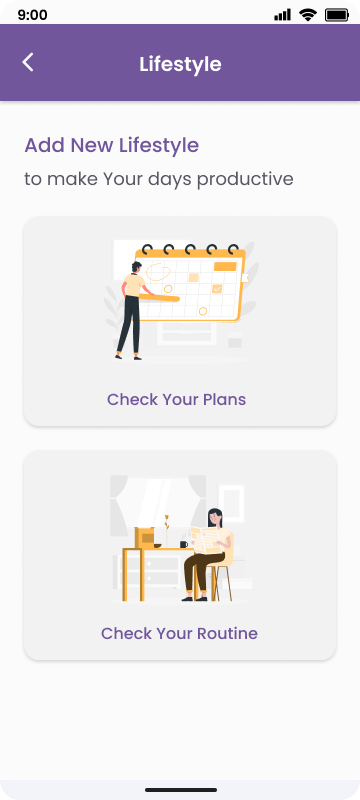 9:00
Lifestyle
Add New Lifestyle
to make Your days productive
Check Your Plans
Check Your Routine